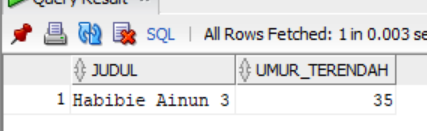 Query Result
SQL | All Rows Fetched: 1 in 0.003 se
JUDUL UMUR_TERENDAH
1 Habibie Ainun 3 35